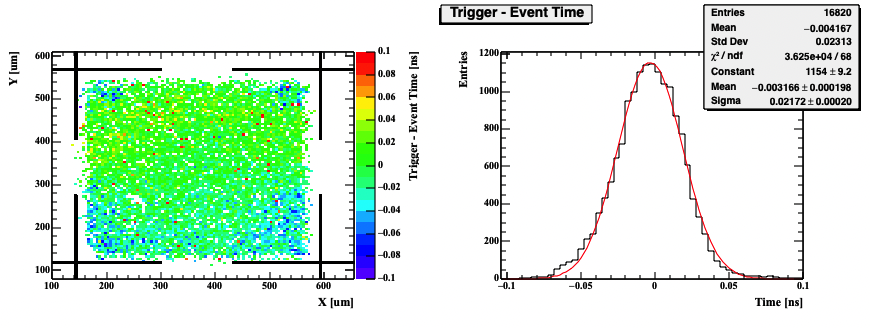 Y [um]
600
500
400
300
200
100
100 200 300 400 500 600
X [um]
0.1
0.08
0.06
0.04
0.02
0
−0.02
−0.04
−0.06
−0.08
−0.1
Trigger - Event Time [ns]
Trigger - Event Time
Entries 16820
Mean −0.004167
Std Dev 0.02313
χ² / ndf 3.625e+04 / 68
Constant 1154 ± 9.2
Mean −0.003166 ± 0.000198
Sigma 0.02172 ± 0.00020
Entries
1200
1000
800
600
400
200
0
−0.1 −0.05 0 0.05 0.1
Time [ns]